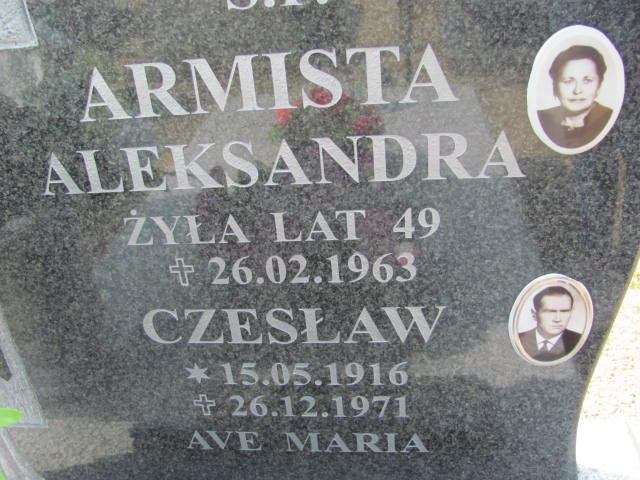 Ś.P.
ARMISTA
ALEKSANDRA
ŻYŁA LAT 49
✝ 26.02.1963
CZESŁAW
✶ 15.05.1916
✝ 26.12.1971
AVE MARIA